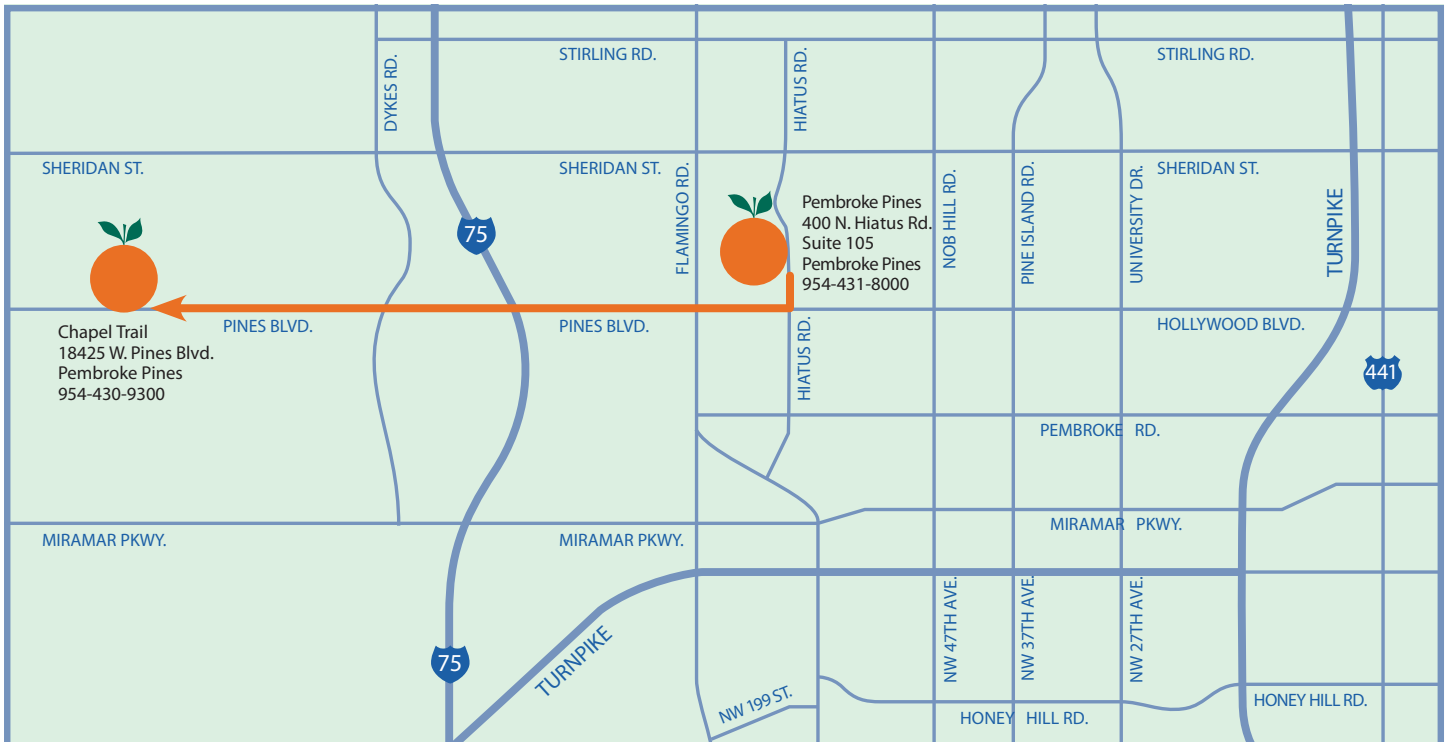 STIRLING RD.
STIRLING RD.
DYKES RD.
HIATUS RD.
SHERIDAN ST.
SHERIDAN ST.
SHERIDAN ST.
FLAMINGO RD.
NOB HILL RD.
PINE ISLAND RD.
UNIVERSITY DR.
TURNPIKE
75
Pembroke Pines
400 N. Hiatus Rd.
Suite 105
Pembroke Pines
954-431-8000
Chapel Trail
18425 W. Pines Blvd.
Pembroke Pines
954-430-9300
PINES BLVD.
PINES BLVD.
HOLLYWOOD BLVD.
HIATUS RD.
441
PEMBROKE RD.
MIRAMAR PKWY.
MIRAMAR PKWY.
MIRAMAR PKWY.
75
TURNPIKE
NW 47TH AVE.
NW 37TH AVE.
NW 27TH AVE.
NW 199 ST.
HONEY HILL RD.
HONEY HILL RD.